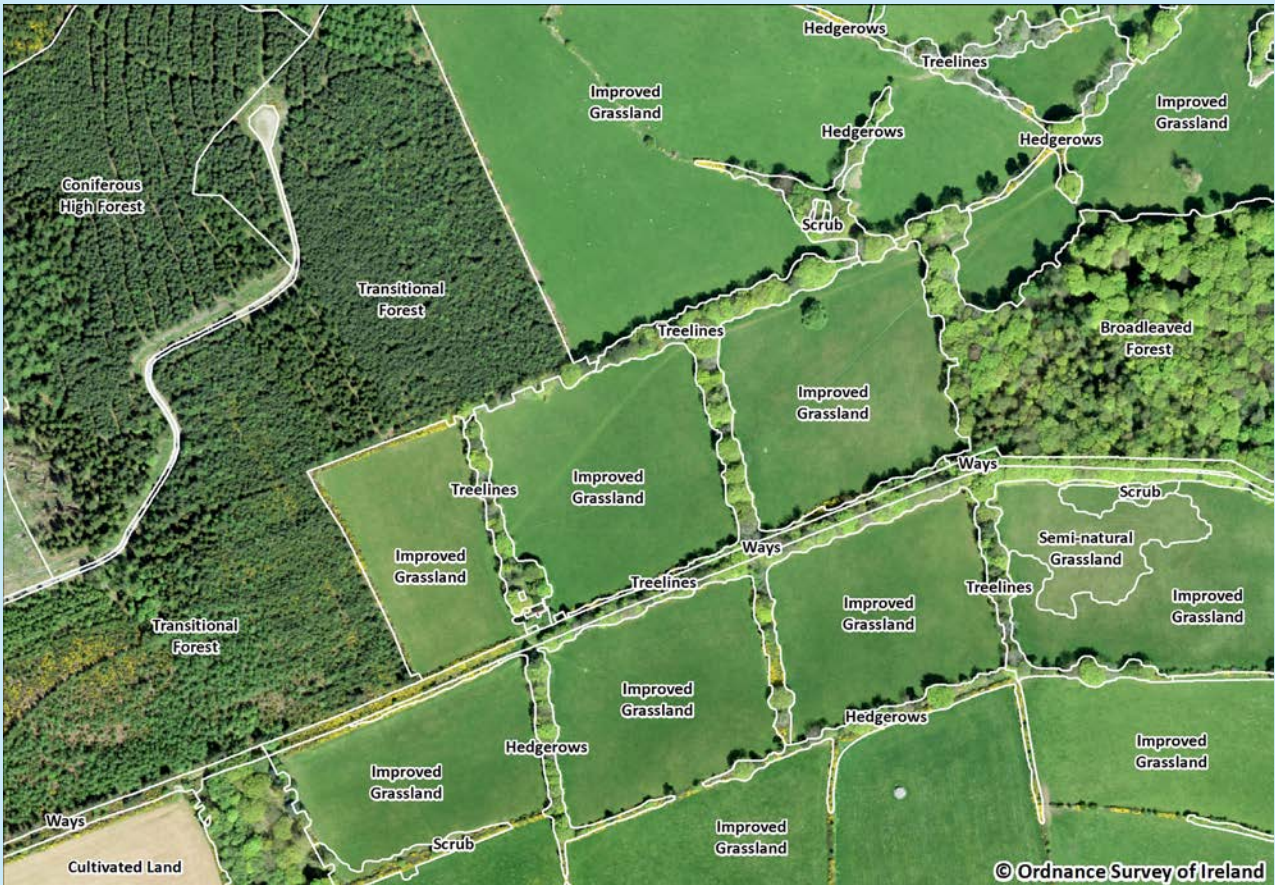 Hedgerows
Treelines
Improved
Grassland
Improved
Grassland
Hedgerows
Hedgerows
Coniferous
High Forest
Scrub
Transitional
Forest
Treelines
Broadleaved
Forest
Improved
Grassland
Ways
Improved
Grassland
Treelines
Scrub
Semi-natural
Grassland
Ways
Improved
Grassland
Treelines
Treelines
Improved
Grassland
Improved
Grassland
Transitional
Forest
Improved
Grassland
Hedgerows
Hedgerows
Improved
Grassland
Improved
Grassland
Ways
Improved
Grassland
Scrub
Cultivated Land
© Ordnance Survey of Ireland